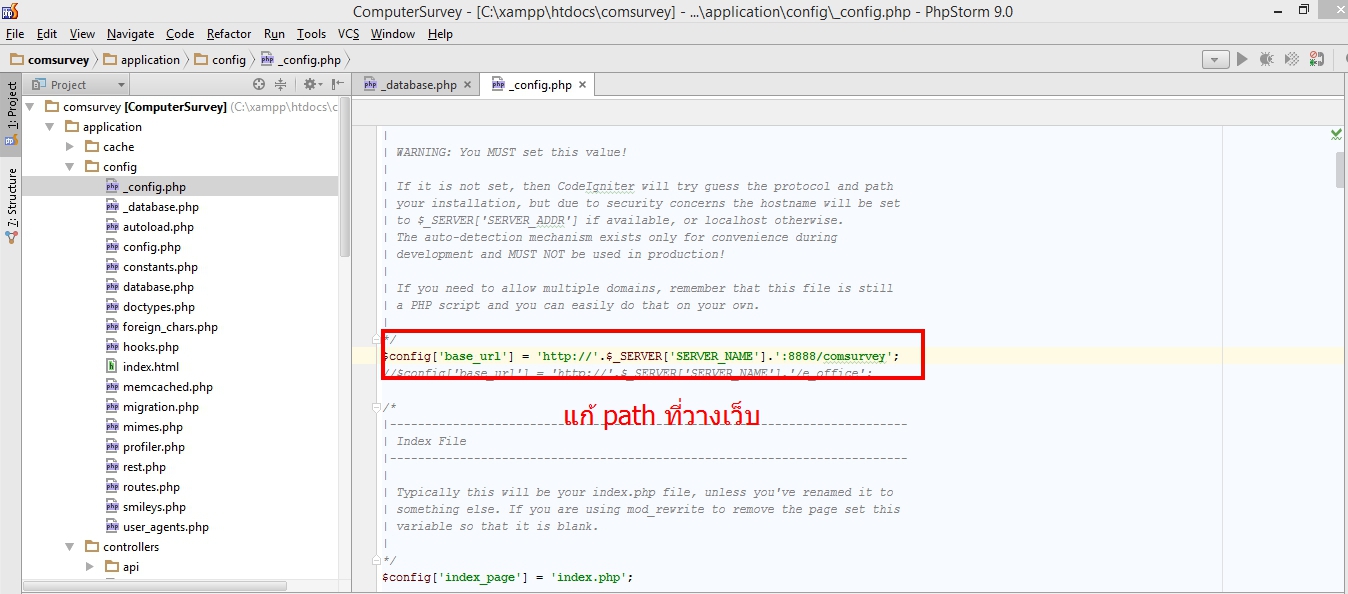 ComputerSurvey - [C:\xampp\htdocs\comsurvey] - ...\application\config\_config.php - PhpStorm 9.0
File Edit View Navigate Code Refactor Run Tools VCS Window Help
comsurvey application config _config.php
Project
_database.php
_config.php
1: Project
7: Structure
comsurvey [ComputerSurvey] (C:\xampp\htdocs\c
application
cache
config
_config.php
_database.php
autoload.php
config.php
constants.php
database.php
doctypes.php
foreign_chars.php
hooks.php
index.html
memcached.php
migration.php
mimes.php
profiler.php
rest.php
routes.php
smileys.php
user_agents.php
controllers
api
|
| WARNING: You MUST set this value!
|
| If it is not set, then CodeIgniter will try guess the protocol and path
| your installation, but due to security concerns the hostname will be set
| to $_SERVER['SERVER_ADDR'] if available, or localhost otherwise.
| The auto-detection mechanism exists only for convenience during
| development and MUST NOT be used in production!
|
| If you need to allow multiple domains, remember that this file is still
| a PHP script and you can easily do that on your own.
|
*/
$config['base_url'] = 'http://'.$_SERVER['SERVER_NAME'].':8888/comsurvey';
//$config['base_url'] = 'http://'.$_SERVER['SERVER_NAME'].'/e_office';
แก้ path ที่วางเว็บ
/*
|--------------------------------------------------------------------------
| Index File
|--------------------------------------------------------------------------
|
| Typically this will be your index.php file, unless you've renamed it to
| something else. If you are using mod_rewrite to remove the page set this
| variable so that it is blank.
|
*/
$config['index_page'] = 'index.php';